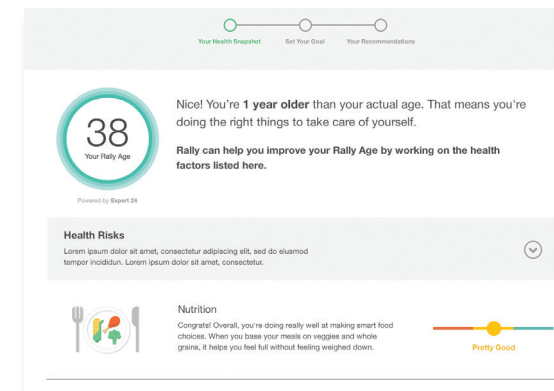 Your Health Snapshot Set Your Goal Your Recommendations
Nice! You're 1 year older than your actual age. That means you're
doing the right things to take care of yourself.
Rally can help you improve your Rally Age by working on the health
factors listed here.
38
Your Rally Age
Powered by Expert 24
Health Risks
Lorem ipsum dolor sit amet, consectetur adipiscing elit, sed do eiusmod
tempor incididun. Lorem ipsum dolor sit amet, consectetur.
Nutrition
Congrats! Overall, you're doing really well at making smart food
choices. When you base your meals on veggies and whole
grains, it helps you feel full without feeling weighed down.
Pretty Good